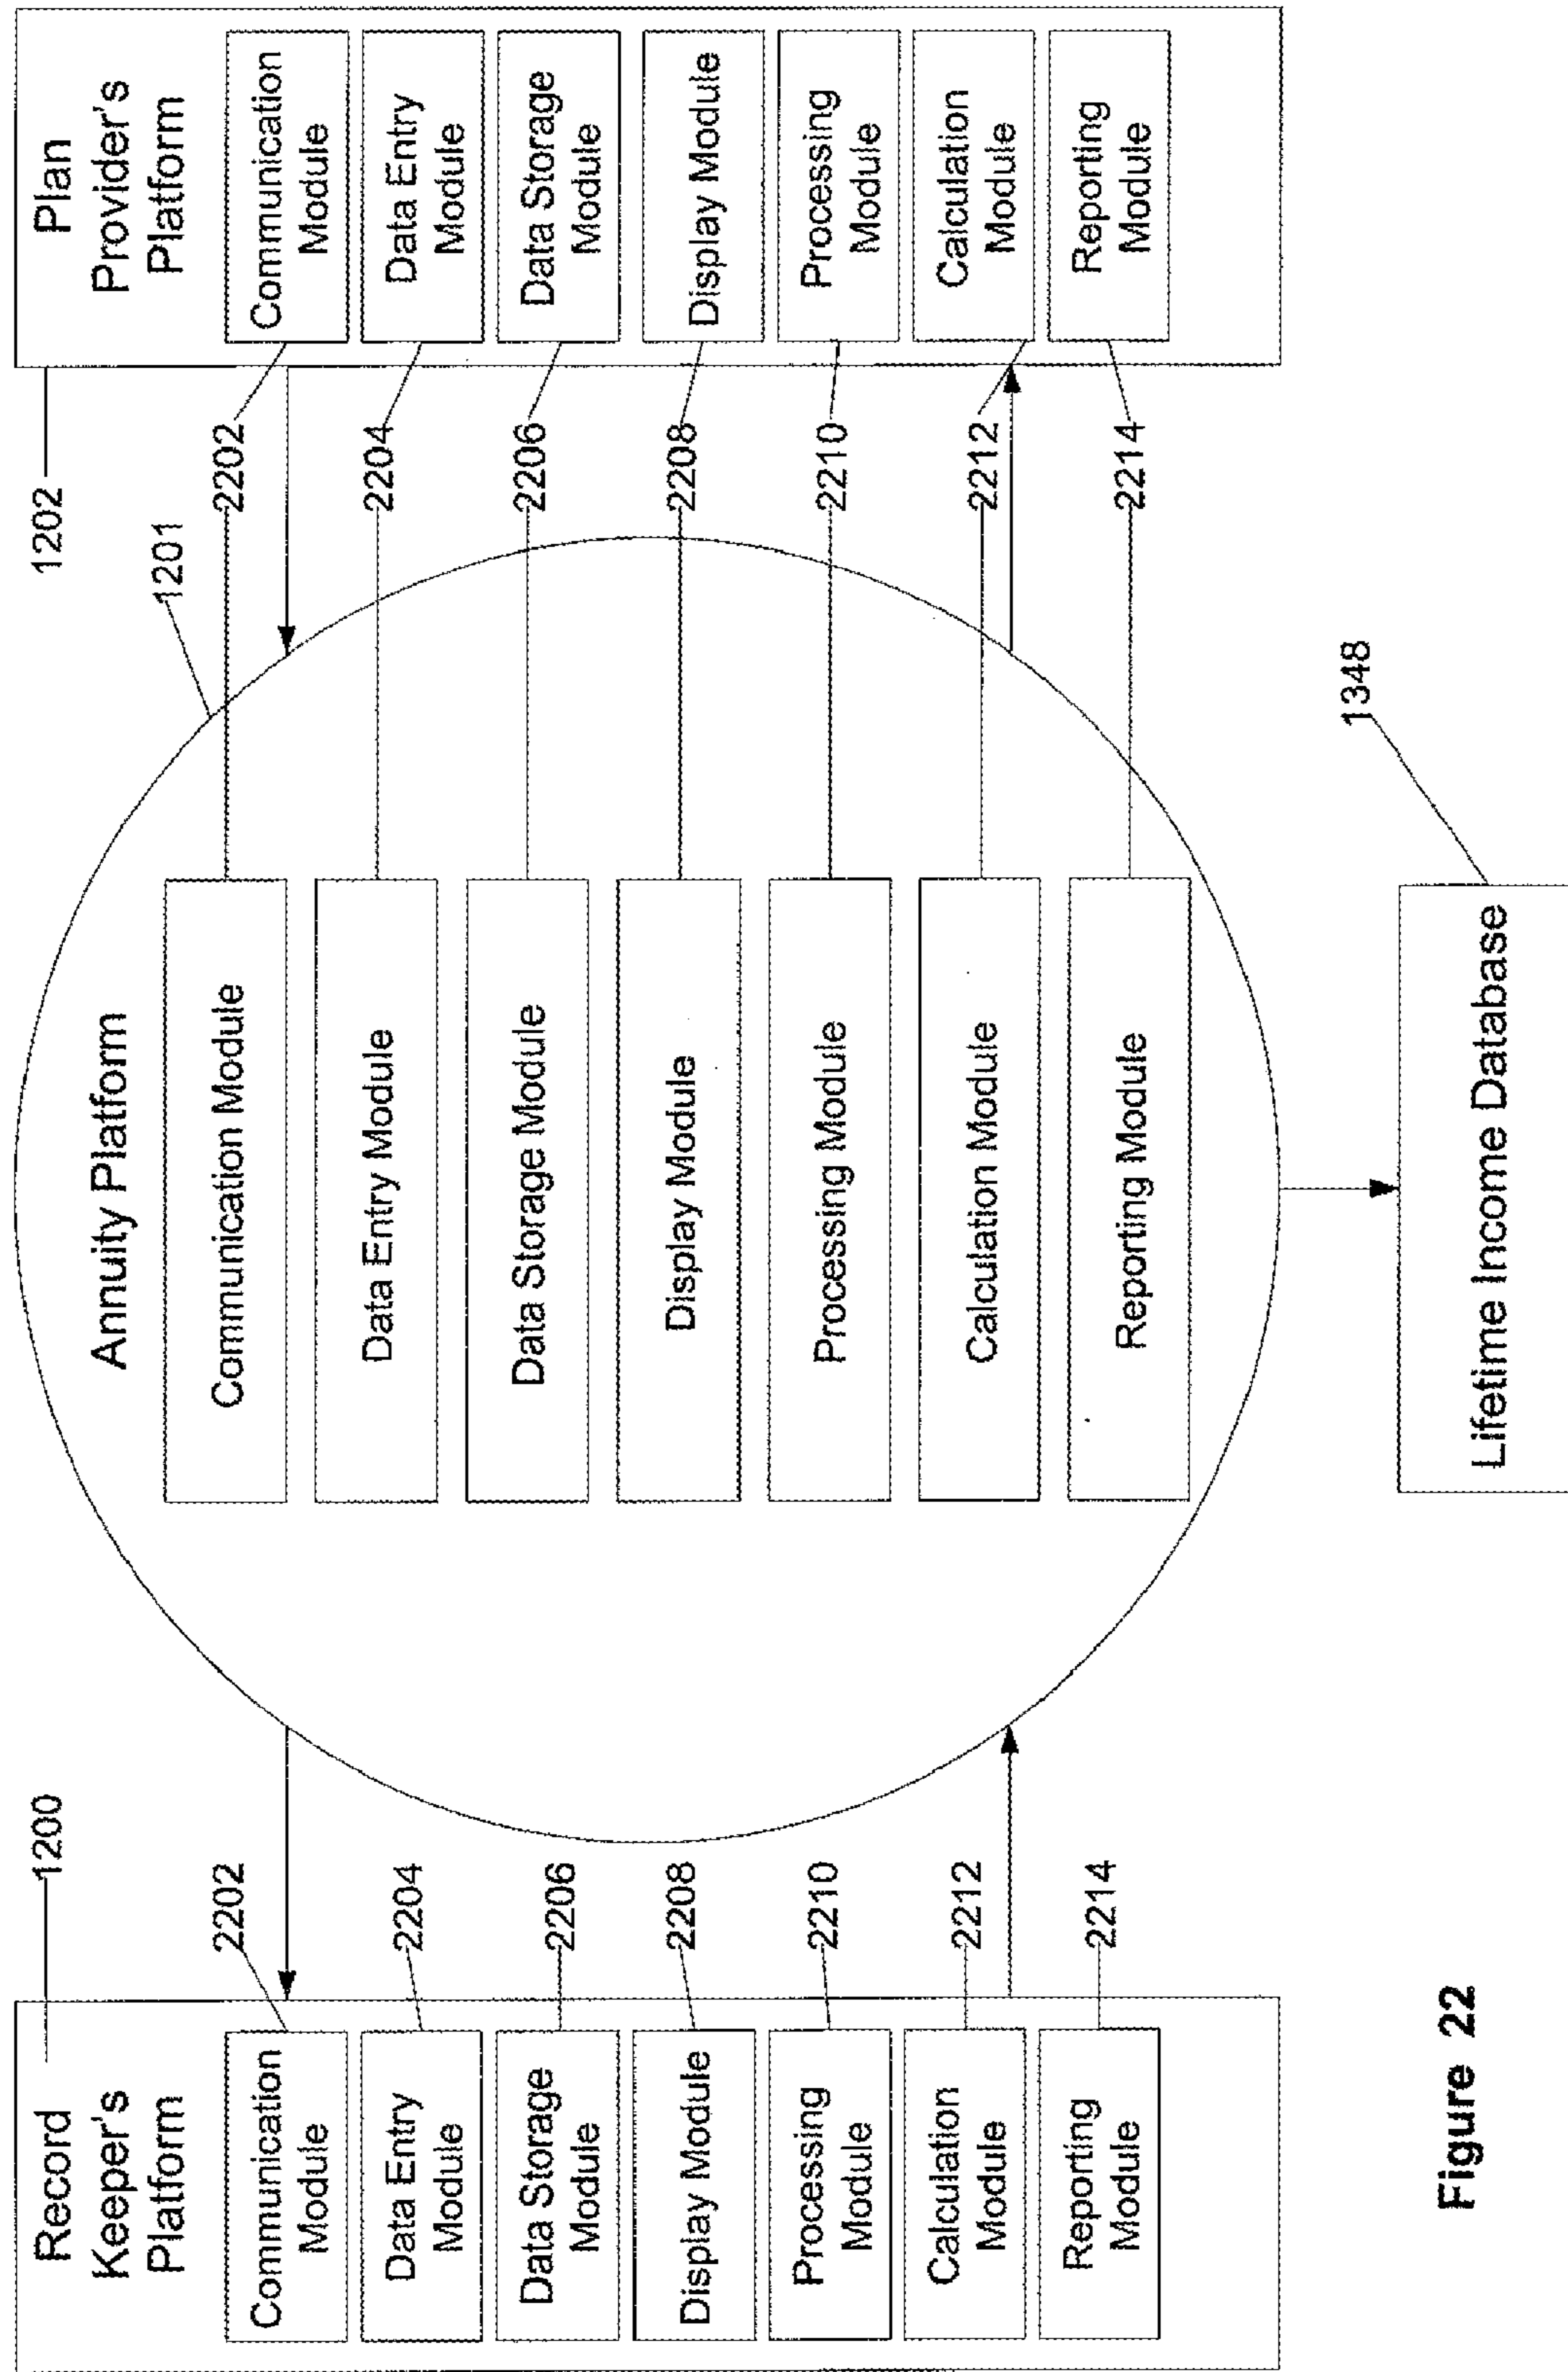 Record
Keeper's
Platform
1200
Communication
Module
2202
Data Entry
Module
2204
Data Storage
Module
2206
Display Module
2208
Processing
Module
2210
Calculation
Module
2212
Reporting
Module
2214
Annuity Platform
1201
Communication Module
2202
Data Entry Module
2204
Data Storage Module
2206
Display Module
2208
Processing Module
2210
Calculation Module
2212
Reporting Module
2214
Plan
Provider's
Platform
1202
Communication
Module
Data Entry
Module
Data Storage
Module
Display Module
Processing
Module
Calculation
Module
Reporting
Module
Lifetime Income Database
1348
Figure 22